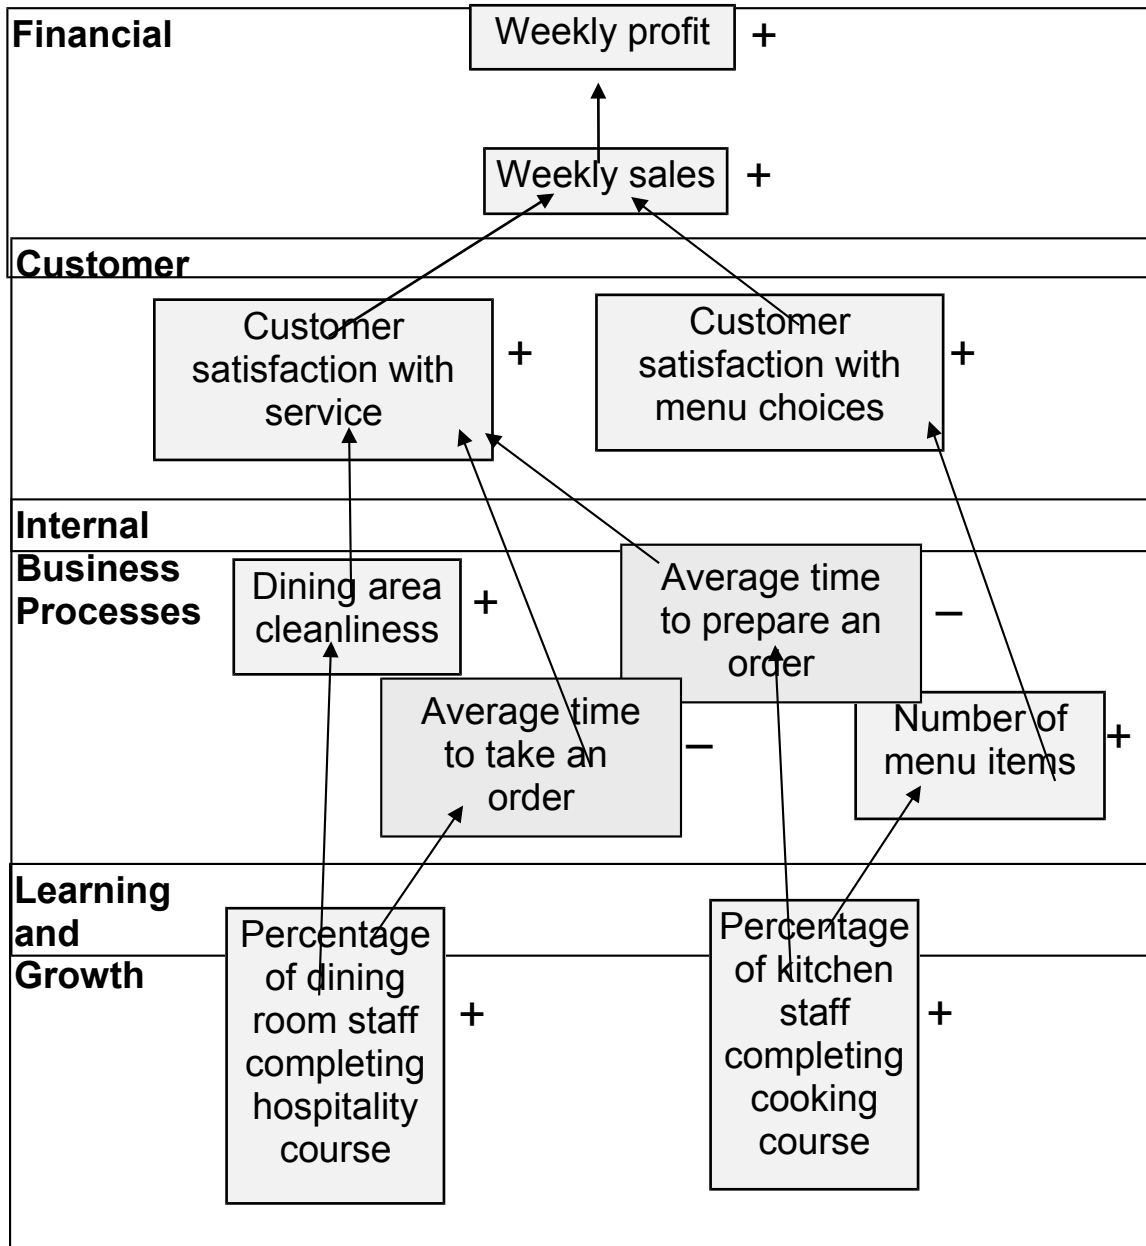 Financial
Weekly profit +
Weekly sales +
Customer
Customer
satisfaction with
service
+
Customer
satisfaction with
menu choices
+
Internal
Business
Processes
Dining area
cleanliness
+
Average time
to prepare an
order
–
Average time
to take an
order
–
Number of
menu items
+
Learning
and
Growth
Percentage
of dining
room staff
completing
hospitality
course
+
Percentage
of kitchen
staff
completing
cooking
course
+